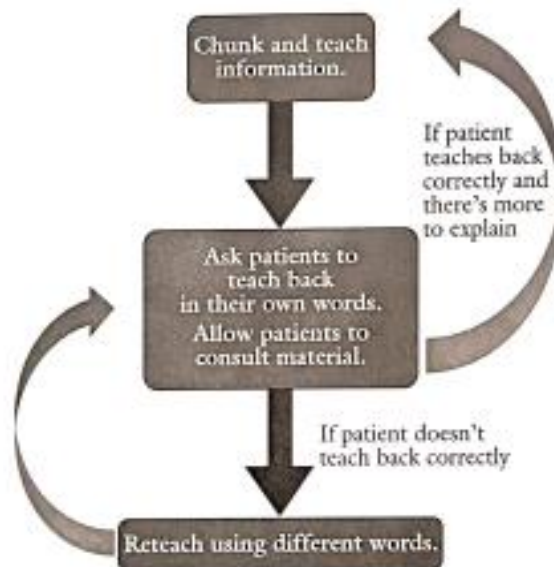 Chunk and teach
information.
If patient
teaches back
correctly and
there's more
to explain
Ask patients to
teach back
in their own words.
Allow patients to
consult material.
If patient doesn't
teach back correctly
Reteach using different words.